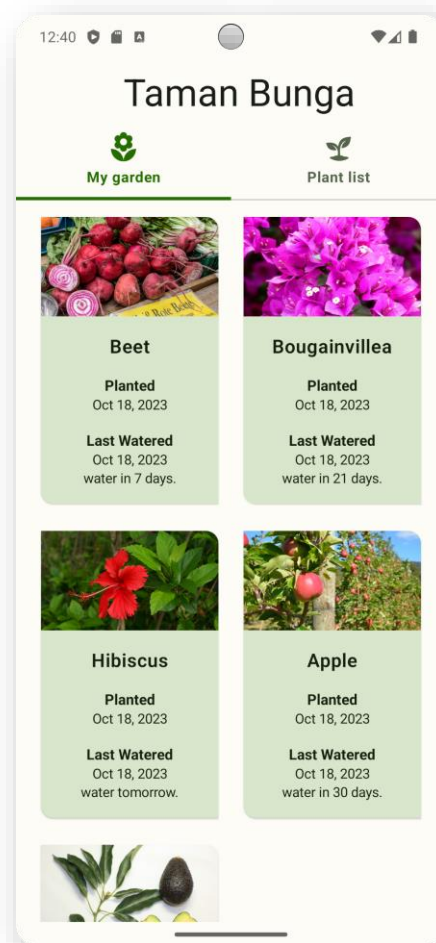 12:40
Taman Bunga
My garden
Plant list
Beet
Planted
Oct 18, 2023
Last Watered
Oct 18, 2023
water in 7 days.
Bougainvillea
Planted
Oct 18, 2023
Last Watered
Oct 18, 2023
water in 21 days.
Hibiscus
Planted
Oct 18, 2023
Last Watered
Oct 18, 2023
water tomorrow.
Apple
Planted
Oct 18, 2023
Last Watered
Oct 18, 2023
water in 30 days.